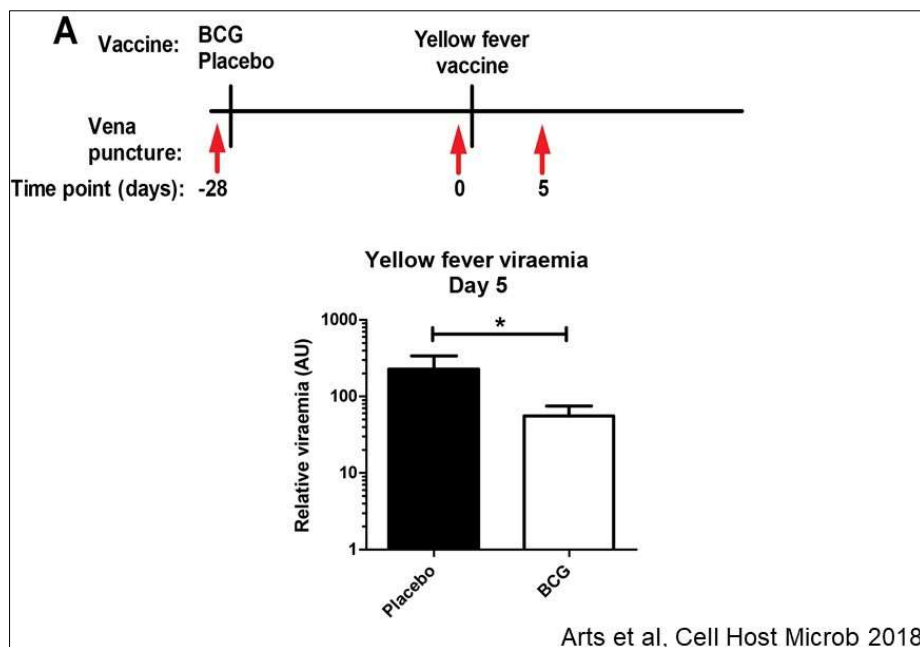 A
Vaccine: BCG Placebo
Yellow fever
vaccine
Vena
puncture:
Time point (days): -28 0 5
Yellow fever viraemia
Day 5
Relative viraemia (AU)
1000
100
10
1
*
Placebo
BCG
Arts et al, Cell Host Microb 2018